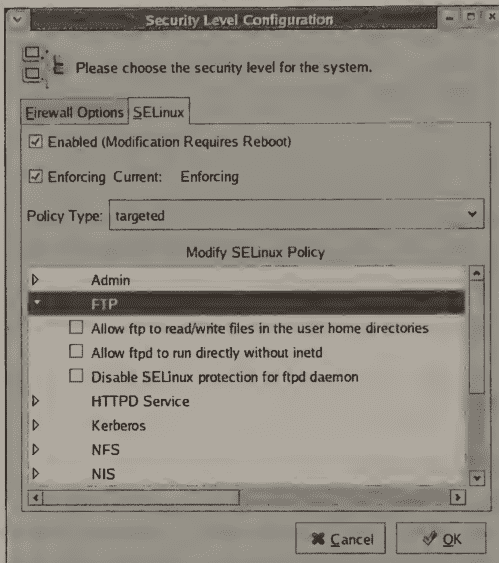 Security Level Configuration
Please choose the security level for the system.
Firewall Options SELinux
Enabled (Modification Requires Reboot)
Enforcing Current: Enforcing
Policy Type: targeted
Modify SELinux Policy
Admin
FTP
Allow ftp to read/write files in the user home directories
Allow ftpd to run directly without inetd
Disable SELinux protection for ftpd daemon
HTTPD Service
Kerberos
NFS
NIS
Cancel OK